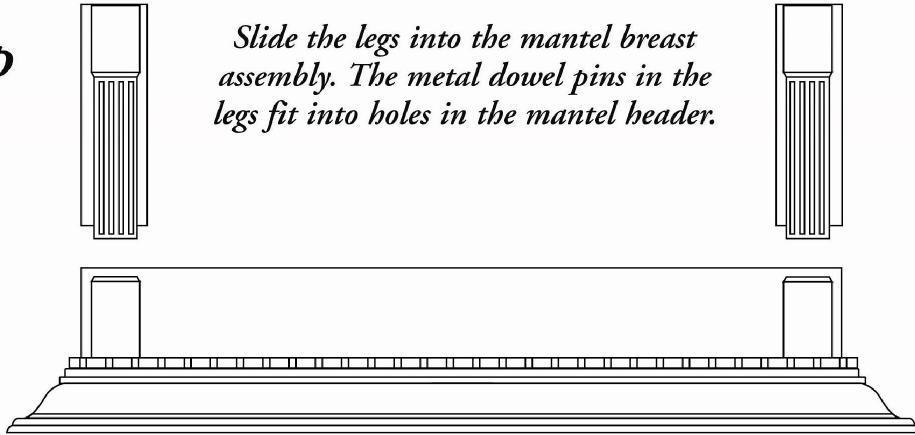 Slide the legs into the mantel breast
assembly. The metal dowel pins in the
legs fit into holes in the mantel header.